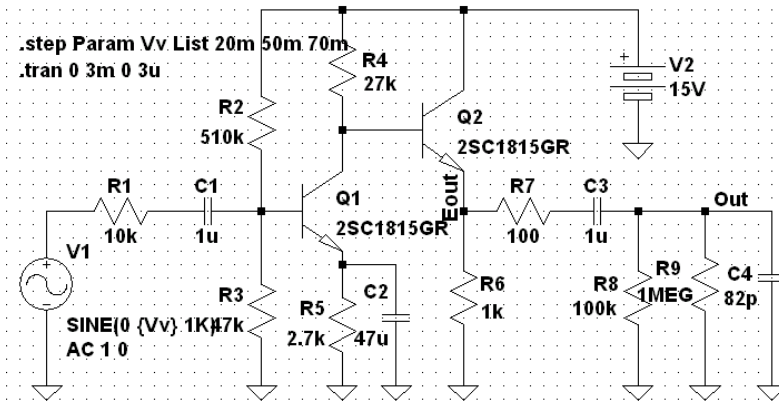 .step Param Vv List 20m 50m 70m
.tran 0 3m 0 3u
R4
27k
V2
15V
R2
510k
Q2
2SC1815GR
R1
10k
C1
1u
Q1
2SC1815GR
Eout
R7
100
C3
1u
Out
V1
R3
47k
C2
47u
R5
2.7k
R6
1k
R8
100k
R9
1MEG
C4
82p
SINE(0 {Vv} 1K)
AC 1 0